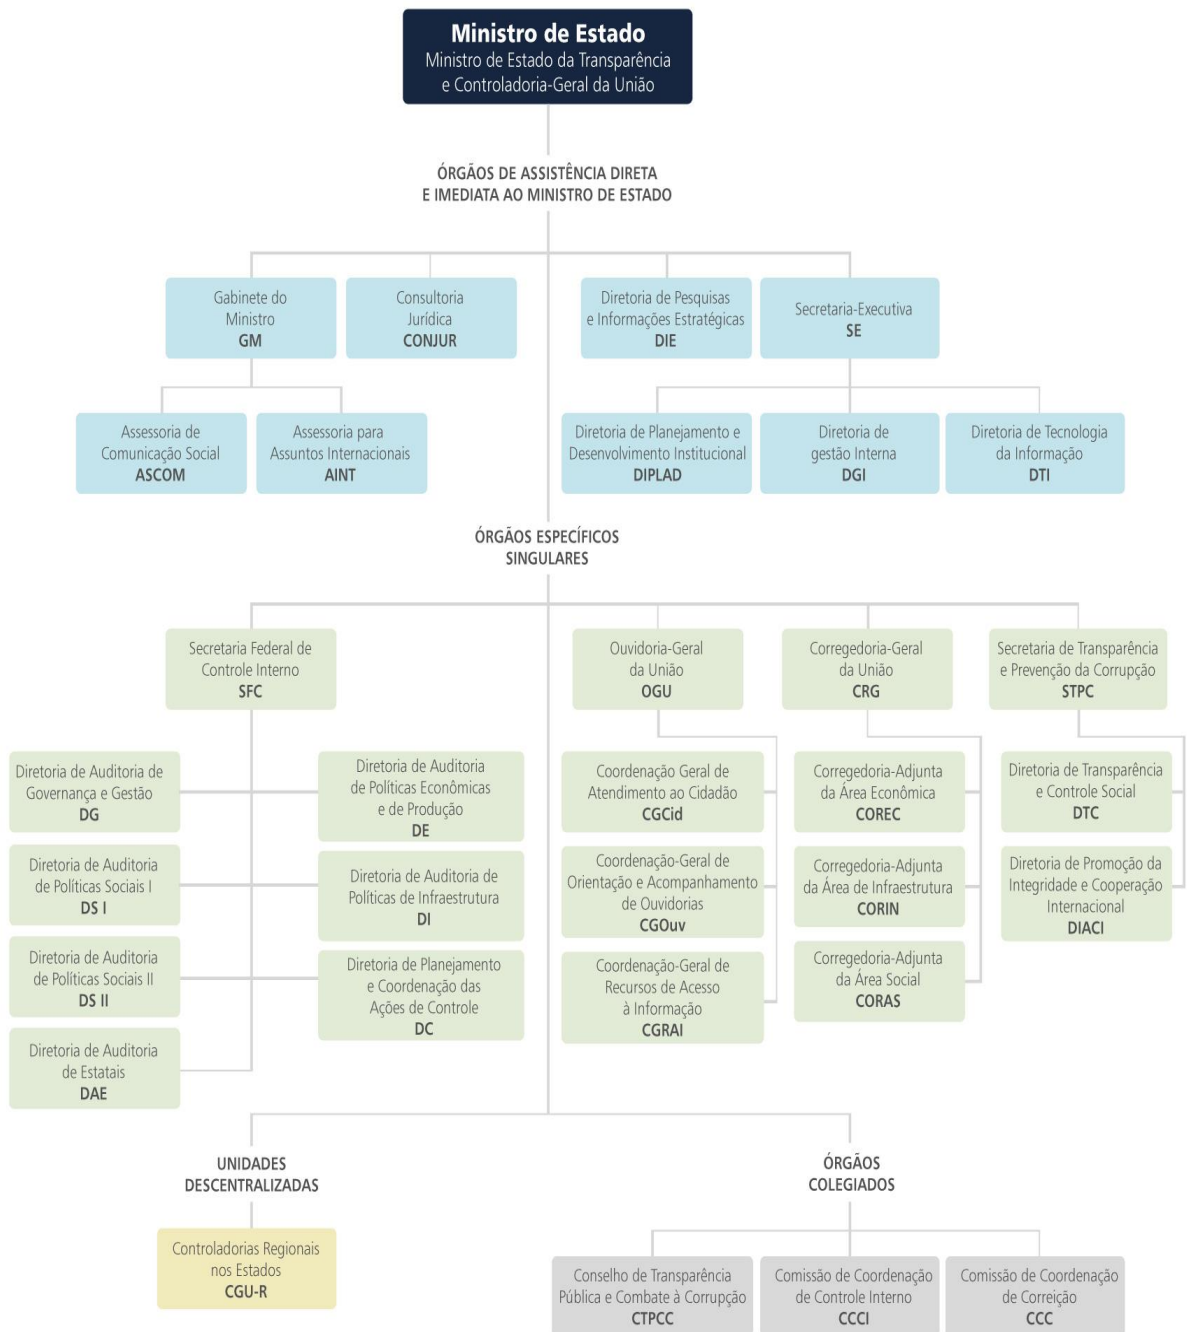 Ministro de Estado
Ministro de Estado da Transparência
e Controladoria-Geral da União
ÓRGÃOS DE ASSISTÊNCIA DIRETA
E IMEDIATA AO MINISTRO DE ESTADO
Gabinete do
Ministro
GM
Consultoria
Jurídica
CONJUR
Diretoria de Pesquisas
e Informações Estratégicas
DIE
Secretaria-Executiva
SE
Assessoria de
Comunicação Social
ASCOM
Assessoria para
Assuntos Internacionais
AINT
Diretoria de Planejamento e
Desenvolvimento Institucional
DIPLAD
Diretoria de
gestão Interna
DGI
Diretoria de Tecnologia
da Informação
DTI
ÓRGÃOS ESPECÍFICOS
SINGULARES
Secretaria Federal de
Controle Interno
SFC
Ouvidoria-Geral
da União
OGU
Corregedoria-Geral
da União
CRG
Secretaria de Transparência
e Prevenção da Corrupção
STPC
Diretoria de Auditoria de
Governança e Gestão
DG
Diretoria de Auditoria
de Políticas Econômicas
e de Produção
DE
Diretoria de Auditoria
de Políticas Sociais I
DS I
Diretoria de Auditoria de
Políticas de Infraestrutura
DI
Diretoria de Auditoria
de Políticas Sociais II
DS II
Diretoria de Planejamento
e Coordenação das
Ações de Controle
DC
Diretoria de Auditoria
de Estatais
DAE
Coordenação Geral de
Atendimento ao Cidadão
CGCid
Coordenação-Geral de
Orientação e Acompanhamento
de Ouvidorias
CGOuv
Coordenação-Geral de
Recursos de Acesso
à Informação
CGRAI
Corregedoria-Adjunta
da Área Econômica
COREC
Corregedoria-Adjunta
da Área de Infraestrutura
CORIN
Corregedoria-Adjunta
da Área Social
CORAS
Diretoria de Transparência
e Controle Social
DTC
Diretoria de Promoção da
Integridade e Cooperação
Internacional
DIACI
UNIDADES
DESCENTRALIZADAS
Controladorias Regionais
nos Estados
CGU-R
ÓRGÃOS
COLEGIADOS
Conselho de Transparência
Pública e Combate à Corrupção
CTPCC
Comissão de Coordenação
de Controle Interno
CCCI
Comissão de Coordenação
de Correição
CCC